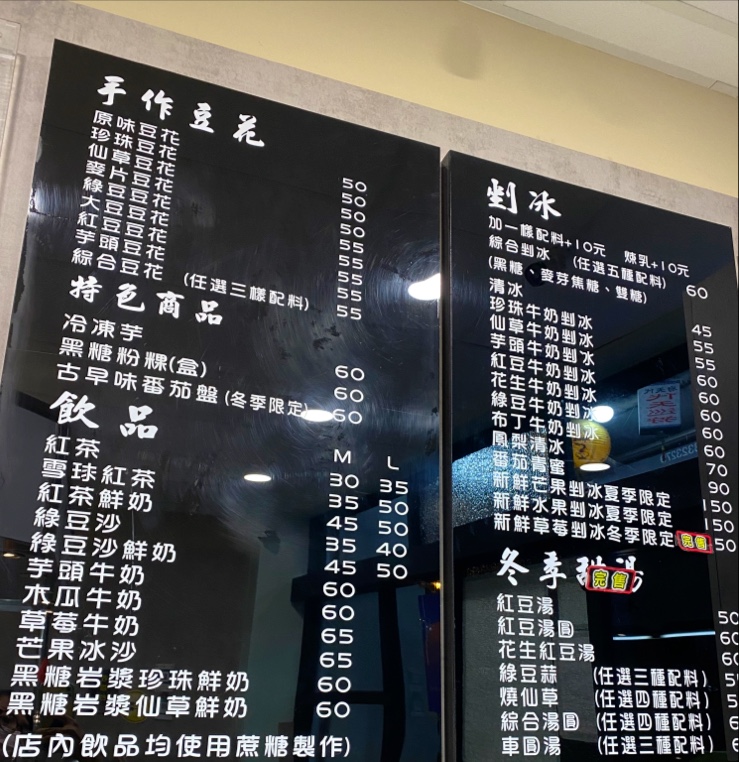 手作豆花
原味豆花 50
珍珠豆花 50
仙草豆花 50
麥片豆花 50
綠豆豆花 55
大豆豆花 55
紅豆豆花 55
芋頭豆花 55
綜合豆花 (任選三樣配料) 55
特色商品
冷凍芋 60
黑糖粉粿(盒) 60
古早味番茄盤(冬季限定) 60
飲品 M L
紅茶 30 35
雪球紅茶 35 50
紅茶鮮奶 45 50
綠豆沙 35 40
綠豆沙鮮奶 45 50
芋頭牛奶 60
木瓜牛奶 60
草莓牛奶 65
芒果冰沙 65
黑糖岩漿珍珠鮮奶 60
黑糖岩漿仙草鮮奶 60
(店內飲品均使用蔗糖製作)
剉冰
加一樣配料+10元 煉乳+10元
綜合剉冰 (任選五種配料) 60
(黑糖、麥芽焦糖、雙糖)
清冰 45
珍珠牛奶剉冰 55
仙草牛奶剉冰 55
芋頭牛奶剉冰 60
紅豆牛奶剉冰 60
花生牛奶剉冰 60
綠豆牛奶剉冰 60
布丁牛奶剉冰 60
鳳梨清冰 70
番茄青蜜 90
新鮮芒果剉冰夏季限定 150
新鮮水果剉冰夏季限定 150
新鮮草莓剉冰冬季限定 完售 50
冬季甜湯 完售
紅豆湯 50
紅豆湯圓 60
花生紅豆湯 60
綠豆蒜 (任選三種配料)
燒仙草 (任選四種配料)
綜合湯圓 (任選四種配料)
車圓湯 (任選三種配料)